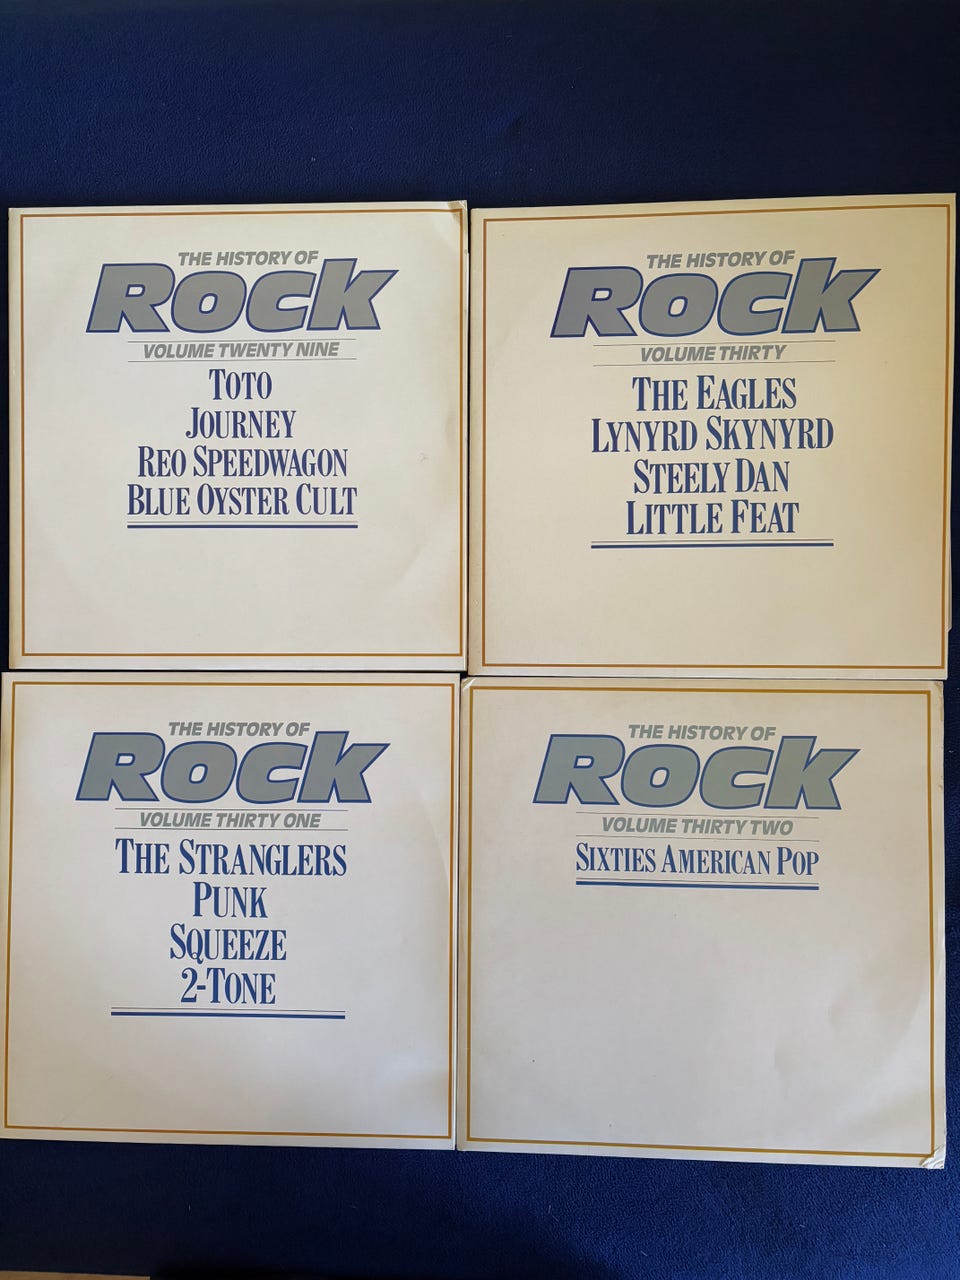 THE HISTORY OF
Rock
VOLUME TWENTY NINE
TOTO
JOURNEY
REO SPEEDWAGON
BLUE OYSTER CULT
THE HISTORY OF
Rock
VOLUME THIRTY
THE EAGLES
LYNYRD SKYNYRD
STEELY DAN
LITTLE FEAT
THE HISTORY OF
Rock
VOLUME THIRTY ONE
THE STRANGLERS
PUNK
SQUEEZE
2-TONE
THE HISTORY OF
Rock
VOLUME THIRTY TWO
SIXTIES AMERICAN POP